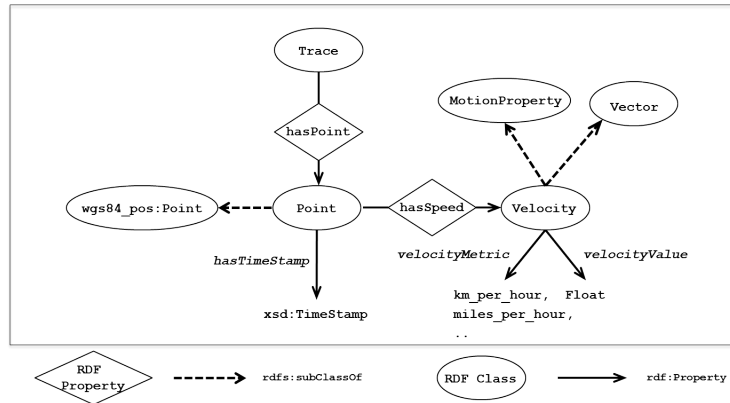 Trace
MotionProperty
Vector
hasPoint
wgs84_pos:Point
Point
hasSpeed
Velocity
hasTimeStamp
velocityMetric
velocityValue
xsd:TimeStamp
km_per_hour,
miles_per_hour,
..
Float
RDF
Property
rdfs:subClassOf
RDF Class
rdf:Property